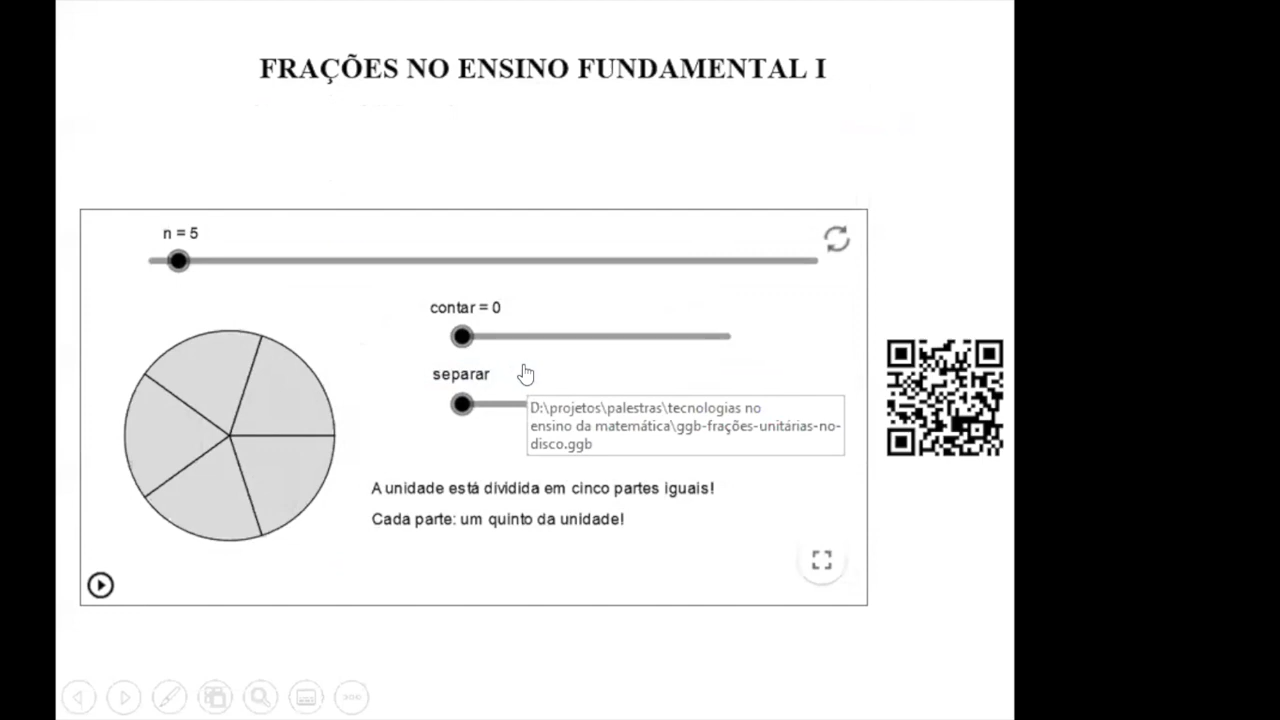 FRAÇÕES NO ENSINO FUNDAMENTAL I
n = 5
contar = 0
separar
D:\projetos\palestras\tecnologias no
ensino da matemática\ggb-frações-unitárias-no-
disco.ggb
A unidade está dividida em cinco partes iguais!
Cada parte: um quinto da unidade!